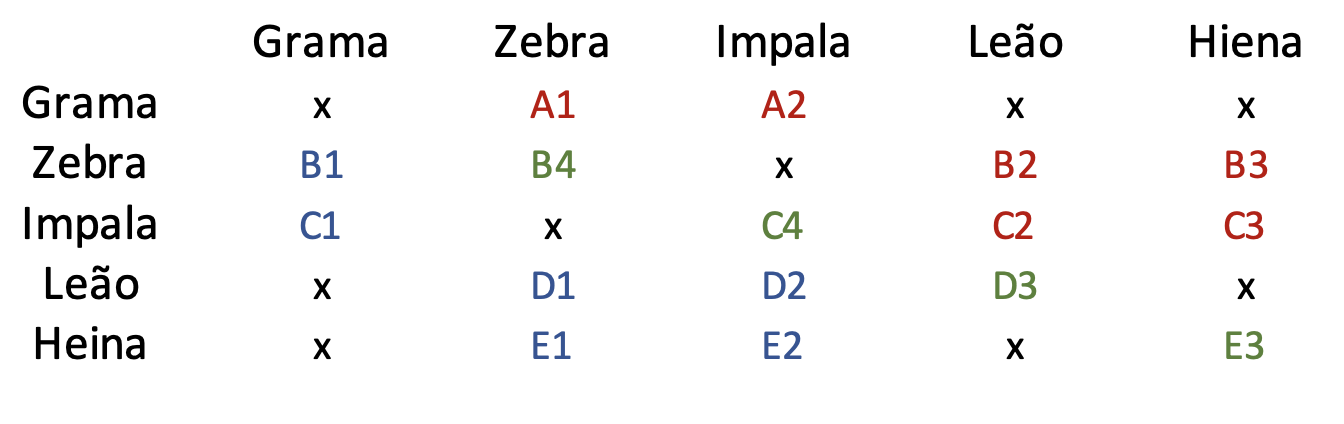 Grama Zebra Impala Leão Hiena
Grama x A1 A2 x x
Zebra B1 B4 x B2 B3
Impala C1 x C4 C2 C3
Leão x D1 D2 D3 x
Heina x E1 E2 x E3